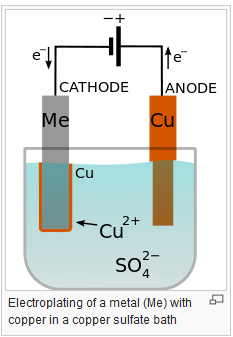 −+
e⁻ e⁻
CATHODE ANODE
Me Cu
Cu
Cu²⁺
SO₄²⁻
Electroplating of a metal (Me) with
copper in a copper sulfate bath